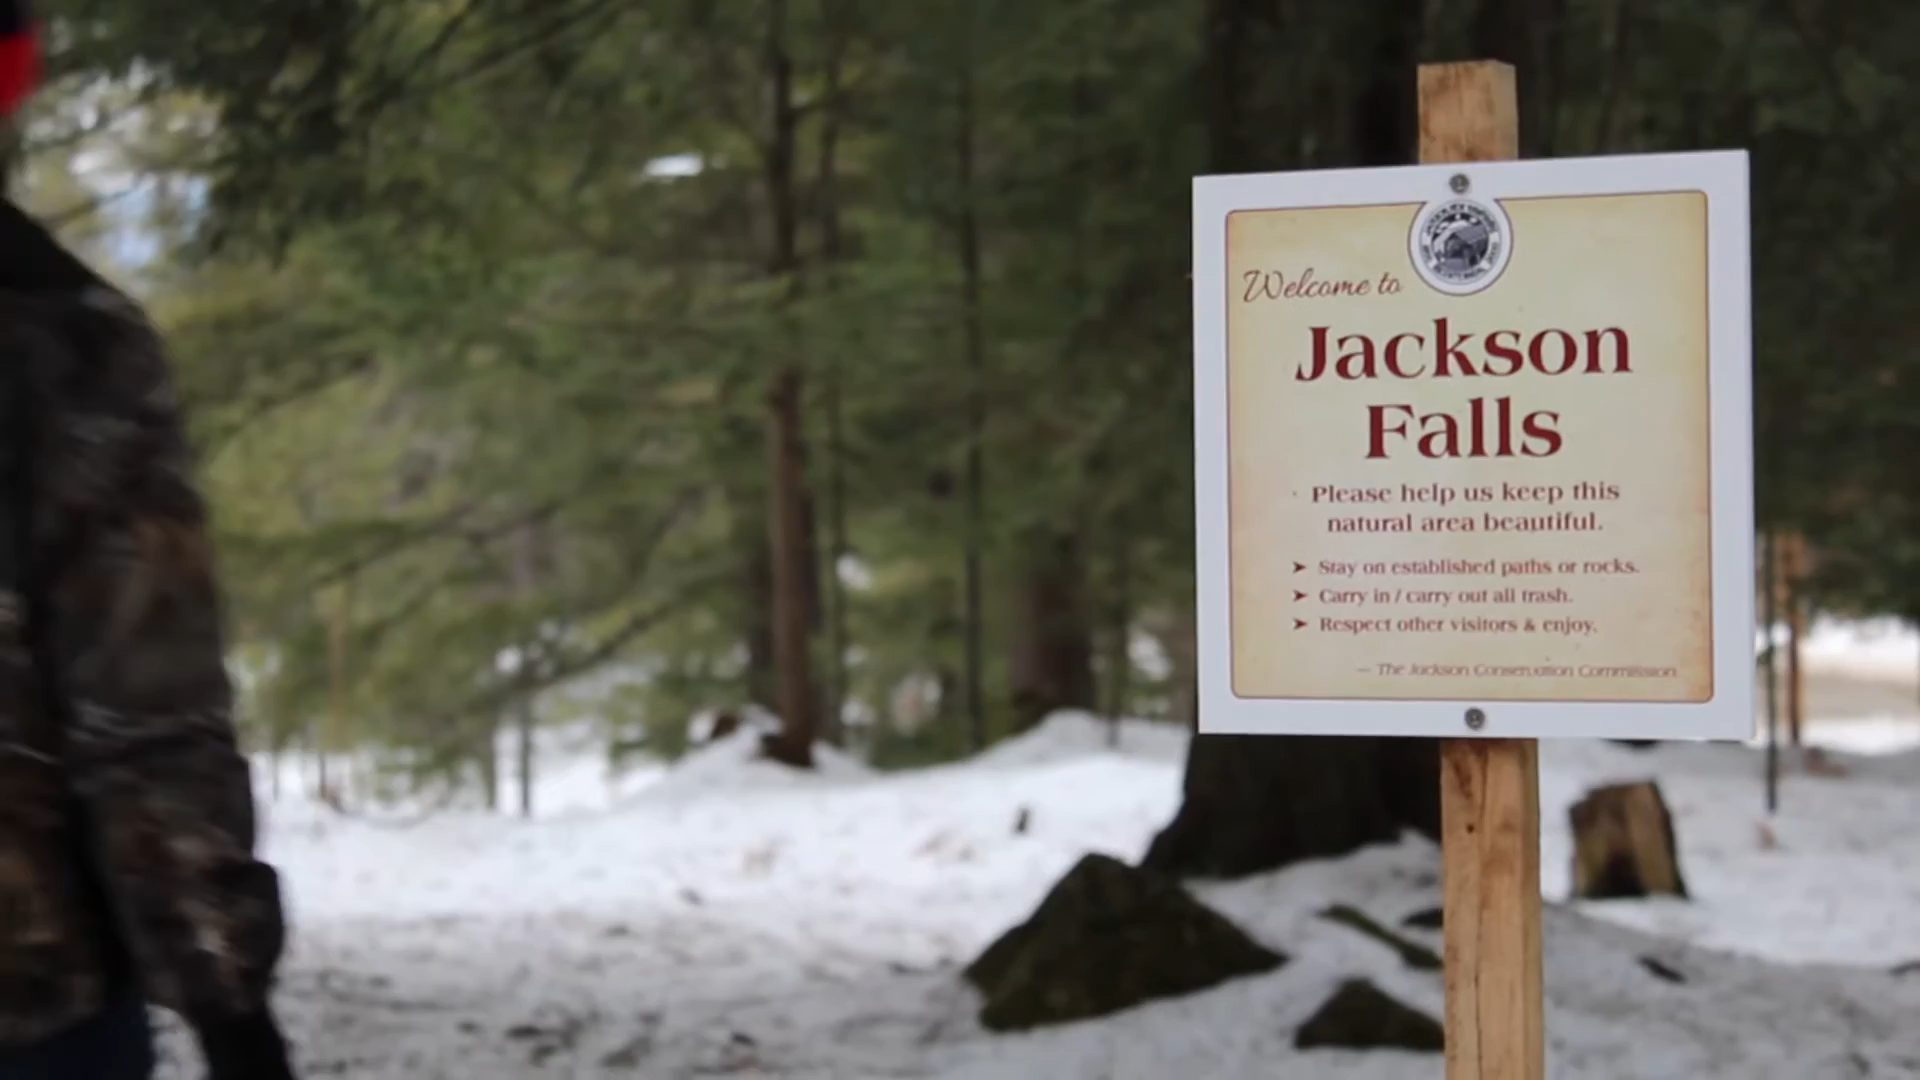 Welcome to
Jackson
Falls
Please help us keep this
natural area beautiful.
➤ Stay on established paths or rocks.
➤ Carry in / carry out all trash.
➤ Respect other visitors & enjoy.
— The Jackson Conservation Commission